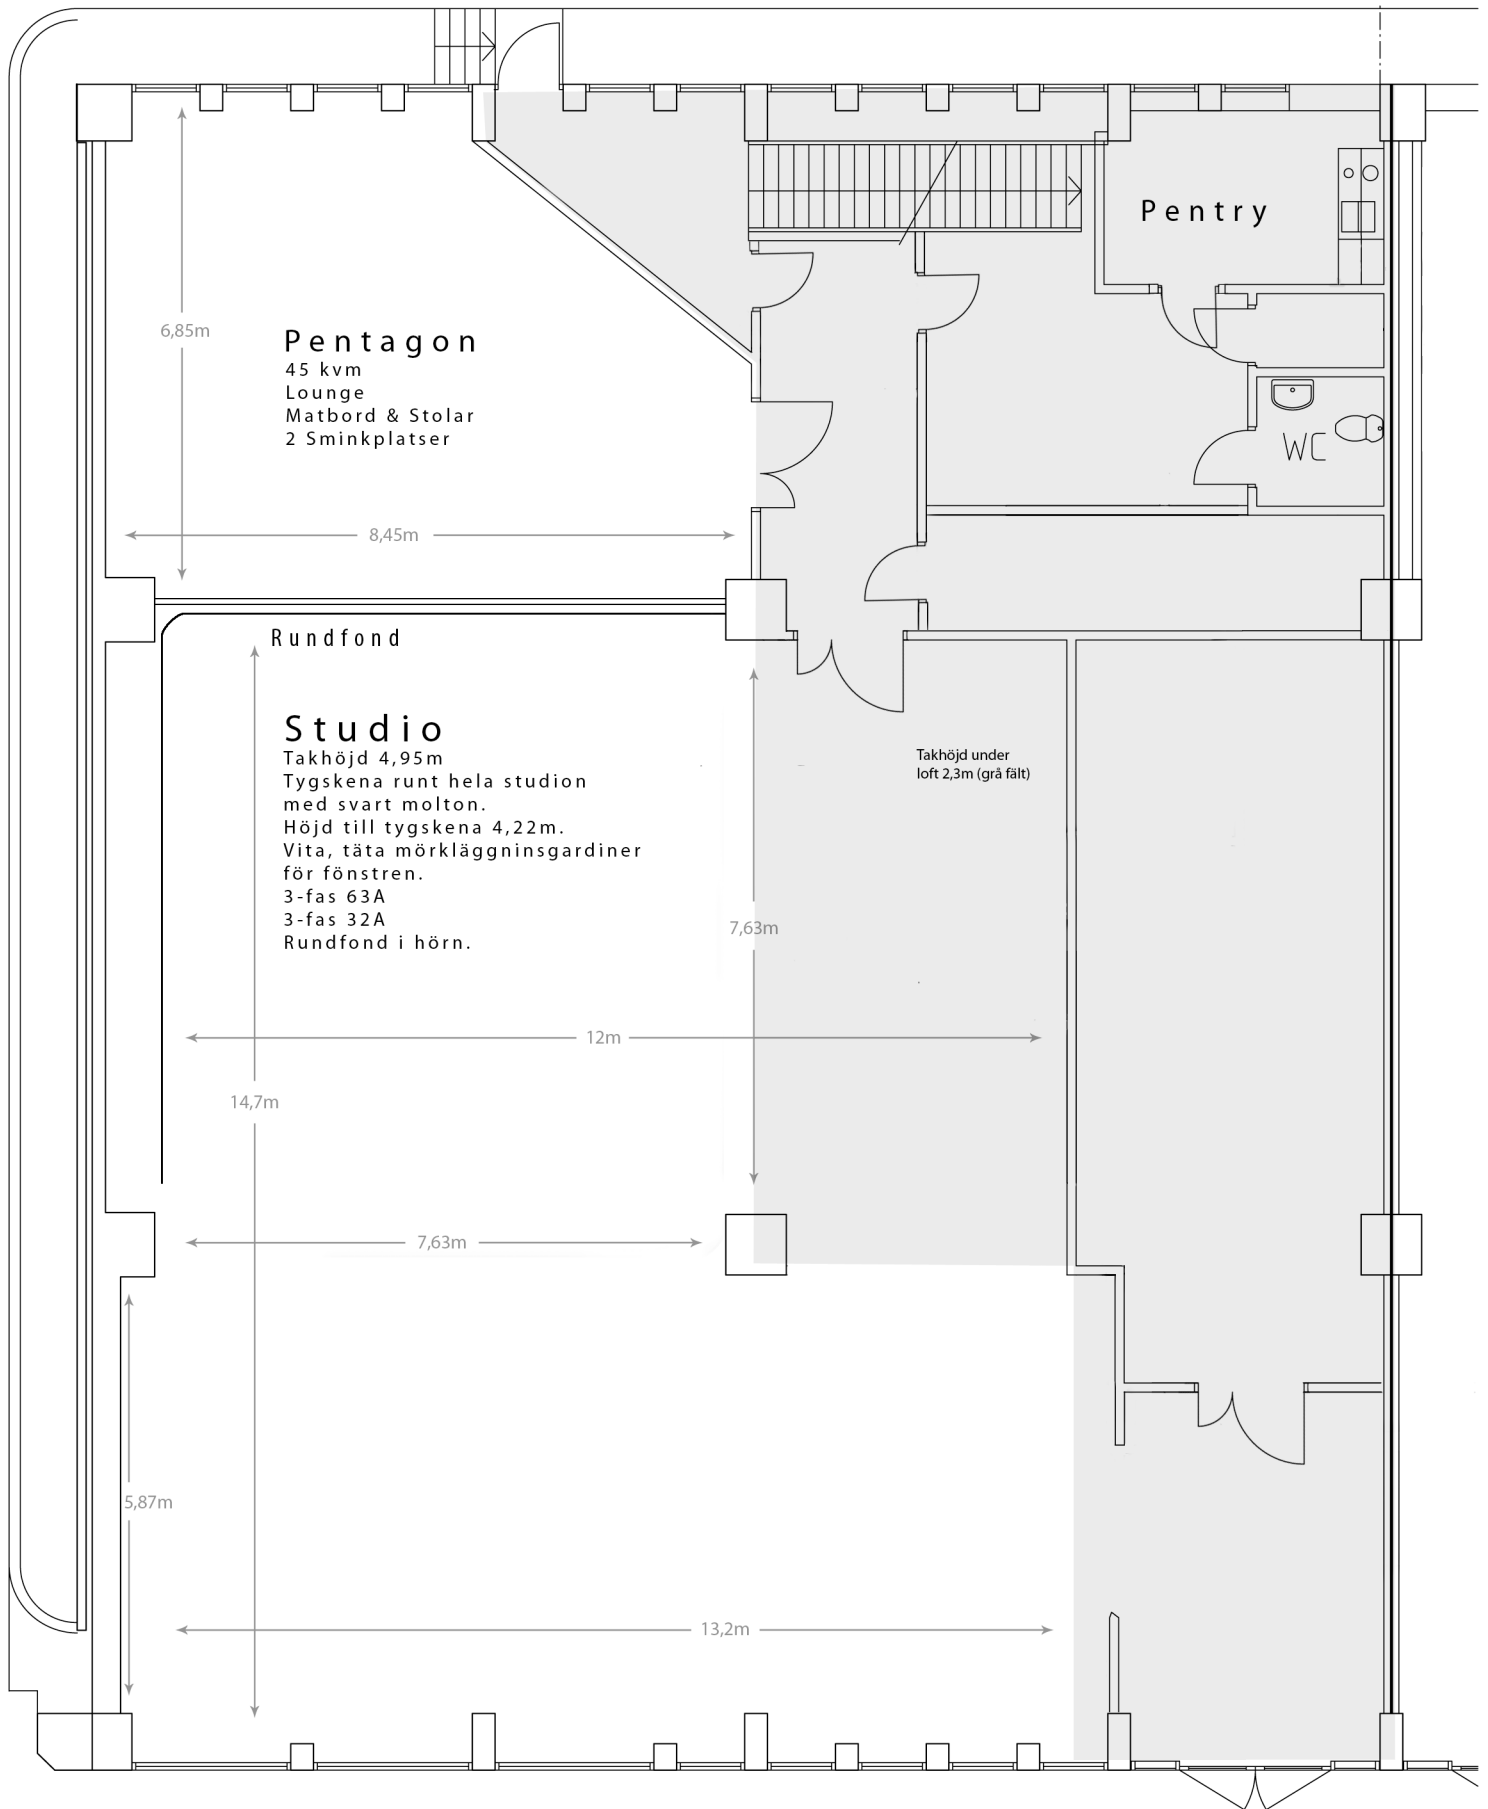 Pentry
6,85m
Pentagon
45 kvm
Lounge
Matbord & Stolar
2 Sminkplatser
WC
8,45m
Rundfond
Studio
Takhöjd 4,95m
Tygskena runt hela studion
med svart molton.
Höjd till tygskena 4,22m.
Vita, täta mörkläggninsgardiner
för fönstren.
3-fas 63A
3-fas 32A
Rundfond i hörn.
Takhöjd under
loft 2,3m (grå fält)
7,63m
12m
14,7m
7,63m
5,87m
13,2m